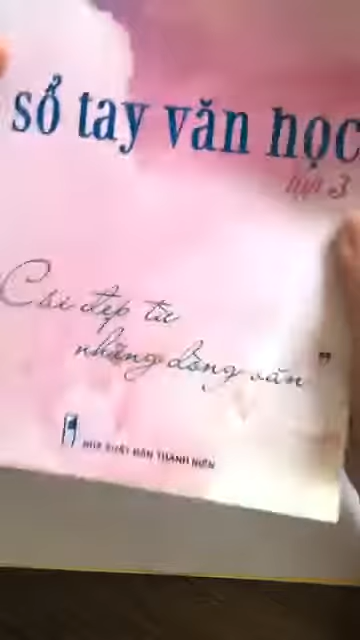 sổ tay văn học
tập 3
Cái đẹp từ
những dòng văn"
NHÀ XUẤT BẢN THANH NIÊN